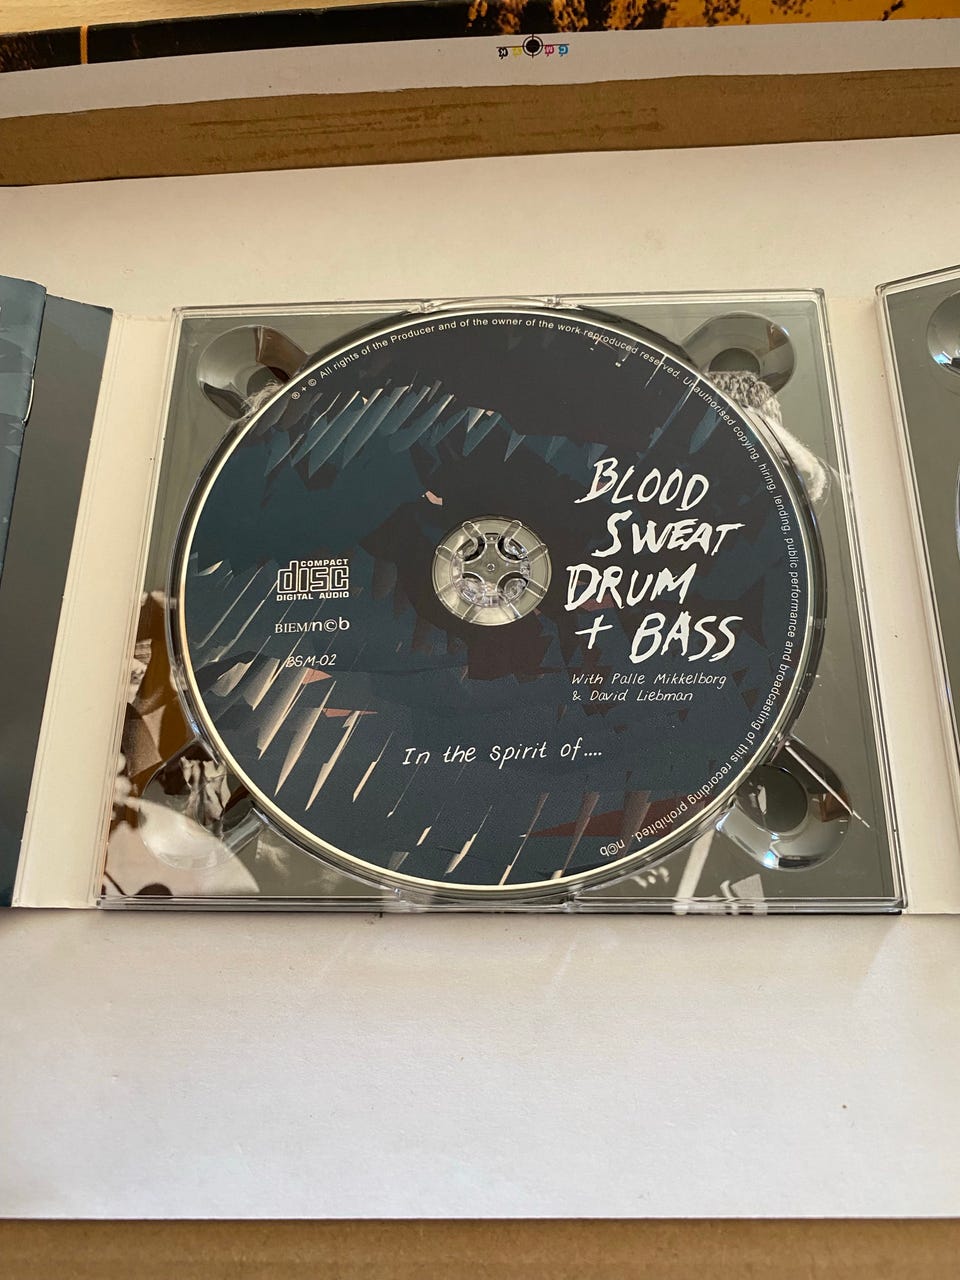 ℗ + © All rights of the Producer and of the owner of the work reproduced reserved. Unauthorised copying, hiring, lending, public performance and broadcasting of this recording prohibited. n©b
BLOOD
SWEAT
DRUM
+ BASS
With Palle Mikkelborg
& David Liebman
COMPACT
disc
DIGITAL AUDIO
BIEM/n©b
BSM-02
In the spirit of....